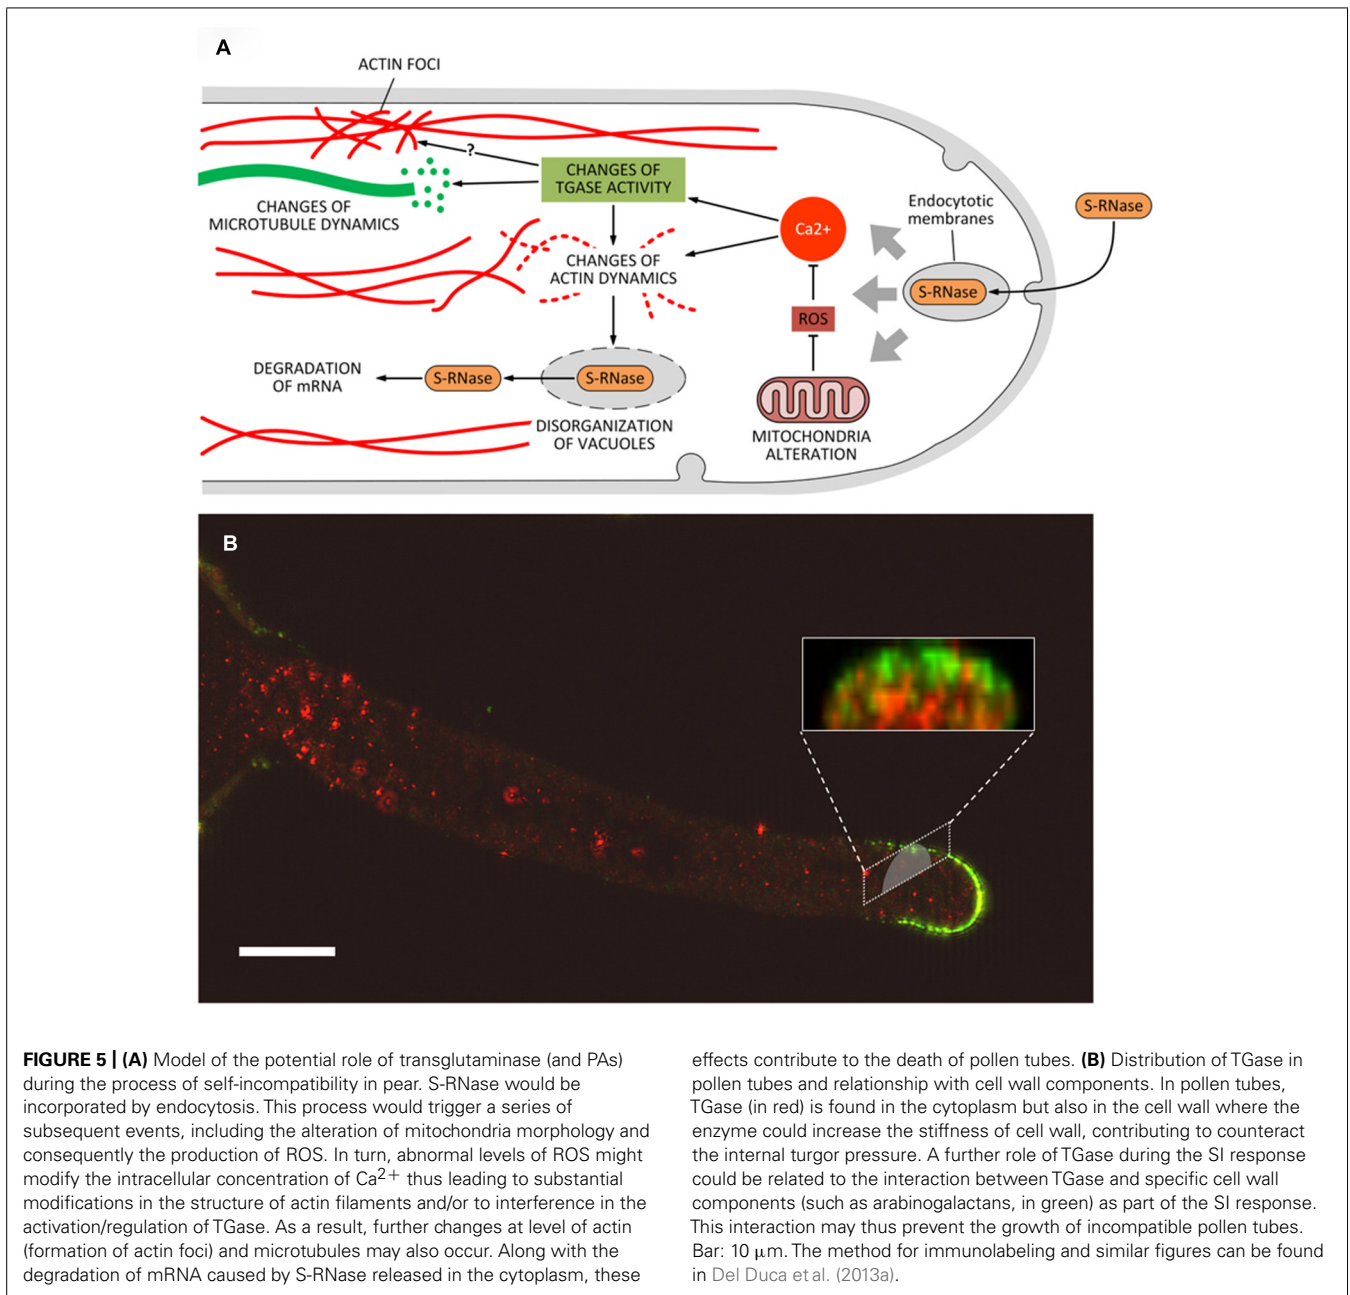 A
ACTIN FOCI
?
CHANGES OF
TGASE ACTIVITY
CHANGES OF
MICROTUBULE DYNAMICS
Ca2+
Endocytotic
membranes
S-RNase
S-RNase
CHANGES OF
ACTIN DYNAMICS
ROS
DEGRADATION
OF mRNA
S-RNase
S-RNase
DISORGANIZATION
OF VACUOLES
MITOCHONDRIA
ALTERATION
B
FIGURE 5 | (A) Model of the potential role of transglutaminase (and PAs)
during the process of self-incompatibility in pear. S-RNase would be
incorporated by endocytosis. This process would trigger a series of
subsequent events, including the alteration of mitochondria morphology and
consequently the production of ROS. In turn, abnormal levels of ROS might
modify the intracellular concentration of Ca2+ thus leading to substantial
modifications in the structure of actin filaments and/or to interference in the
activation/regulation of TGase. As a result, further changes at level of actin
(formation of actin foci) and microtubules may also occur. Along with the
degradation of mRNA caused by S-RNase released in the cytoplasm, these
effects contribute to the death of pollen tubes. (B) Distribution of TGase in
pollen tubes and relationship with cell wall components. In pollen tubes,
TGase (in red) is found in the cytoplasm but also in the cell wall where the
enzyme could increase the stiffness of cell wall, contributing to counteract
the internal turgor pressure. A further role of TGase during the SI response
could be related to the interaction between TGase and specific cell wall
components (such as arabinogalactans, in green) as part of the SI response.
This interaction may thus prevent the growth of incompatible pollen tubes.
Bar: 10 μm. The method for immunolabeling and similar figures can be found
in Del Duca et al. (2013a).